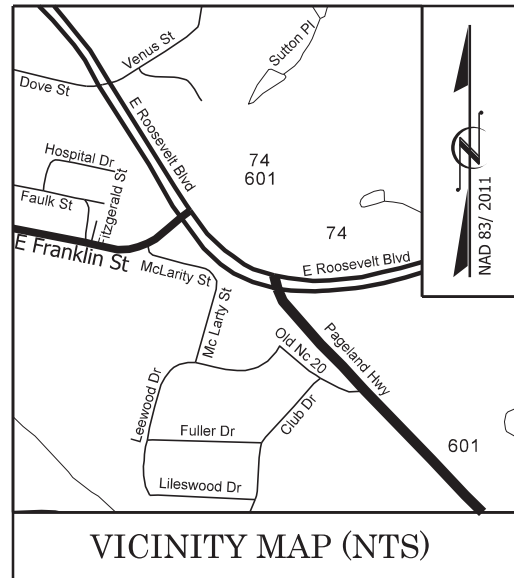 Venus St
Sutton Pl
Dove St
E Roosevelt Blvd
Hospital Dr
74
601
Fitzgerald St
Faulk St
74
E Franklin St
McLarity St
E Roosevelt Blvd
NAD 83/ 2011
N
Mc Larty St
Old Nc 20
Pageland Hwy
Leewood Dr
Club Dr
Fuller Dr
601
Lileswood Dr
VICINITY MAP (NTS)